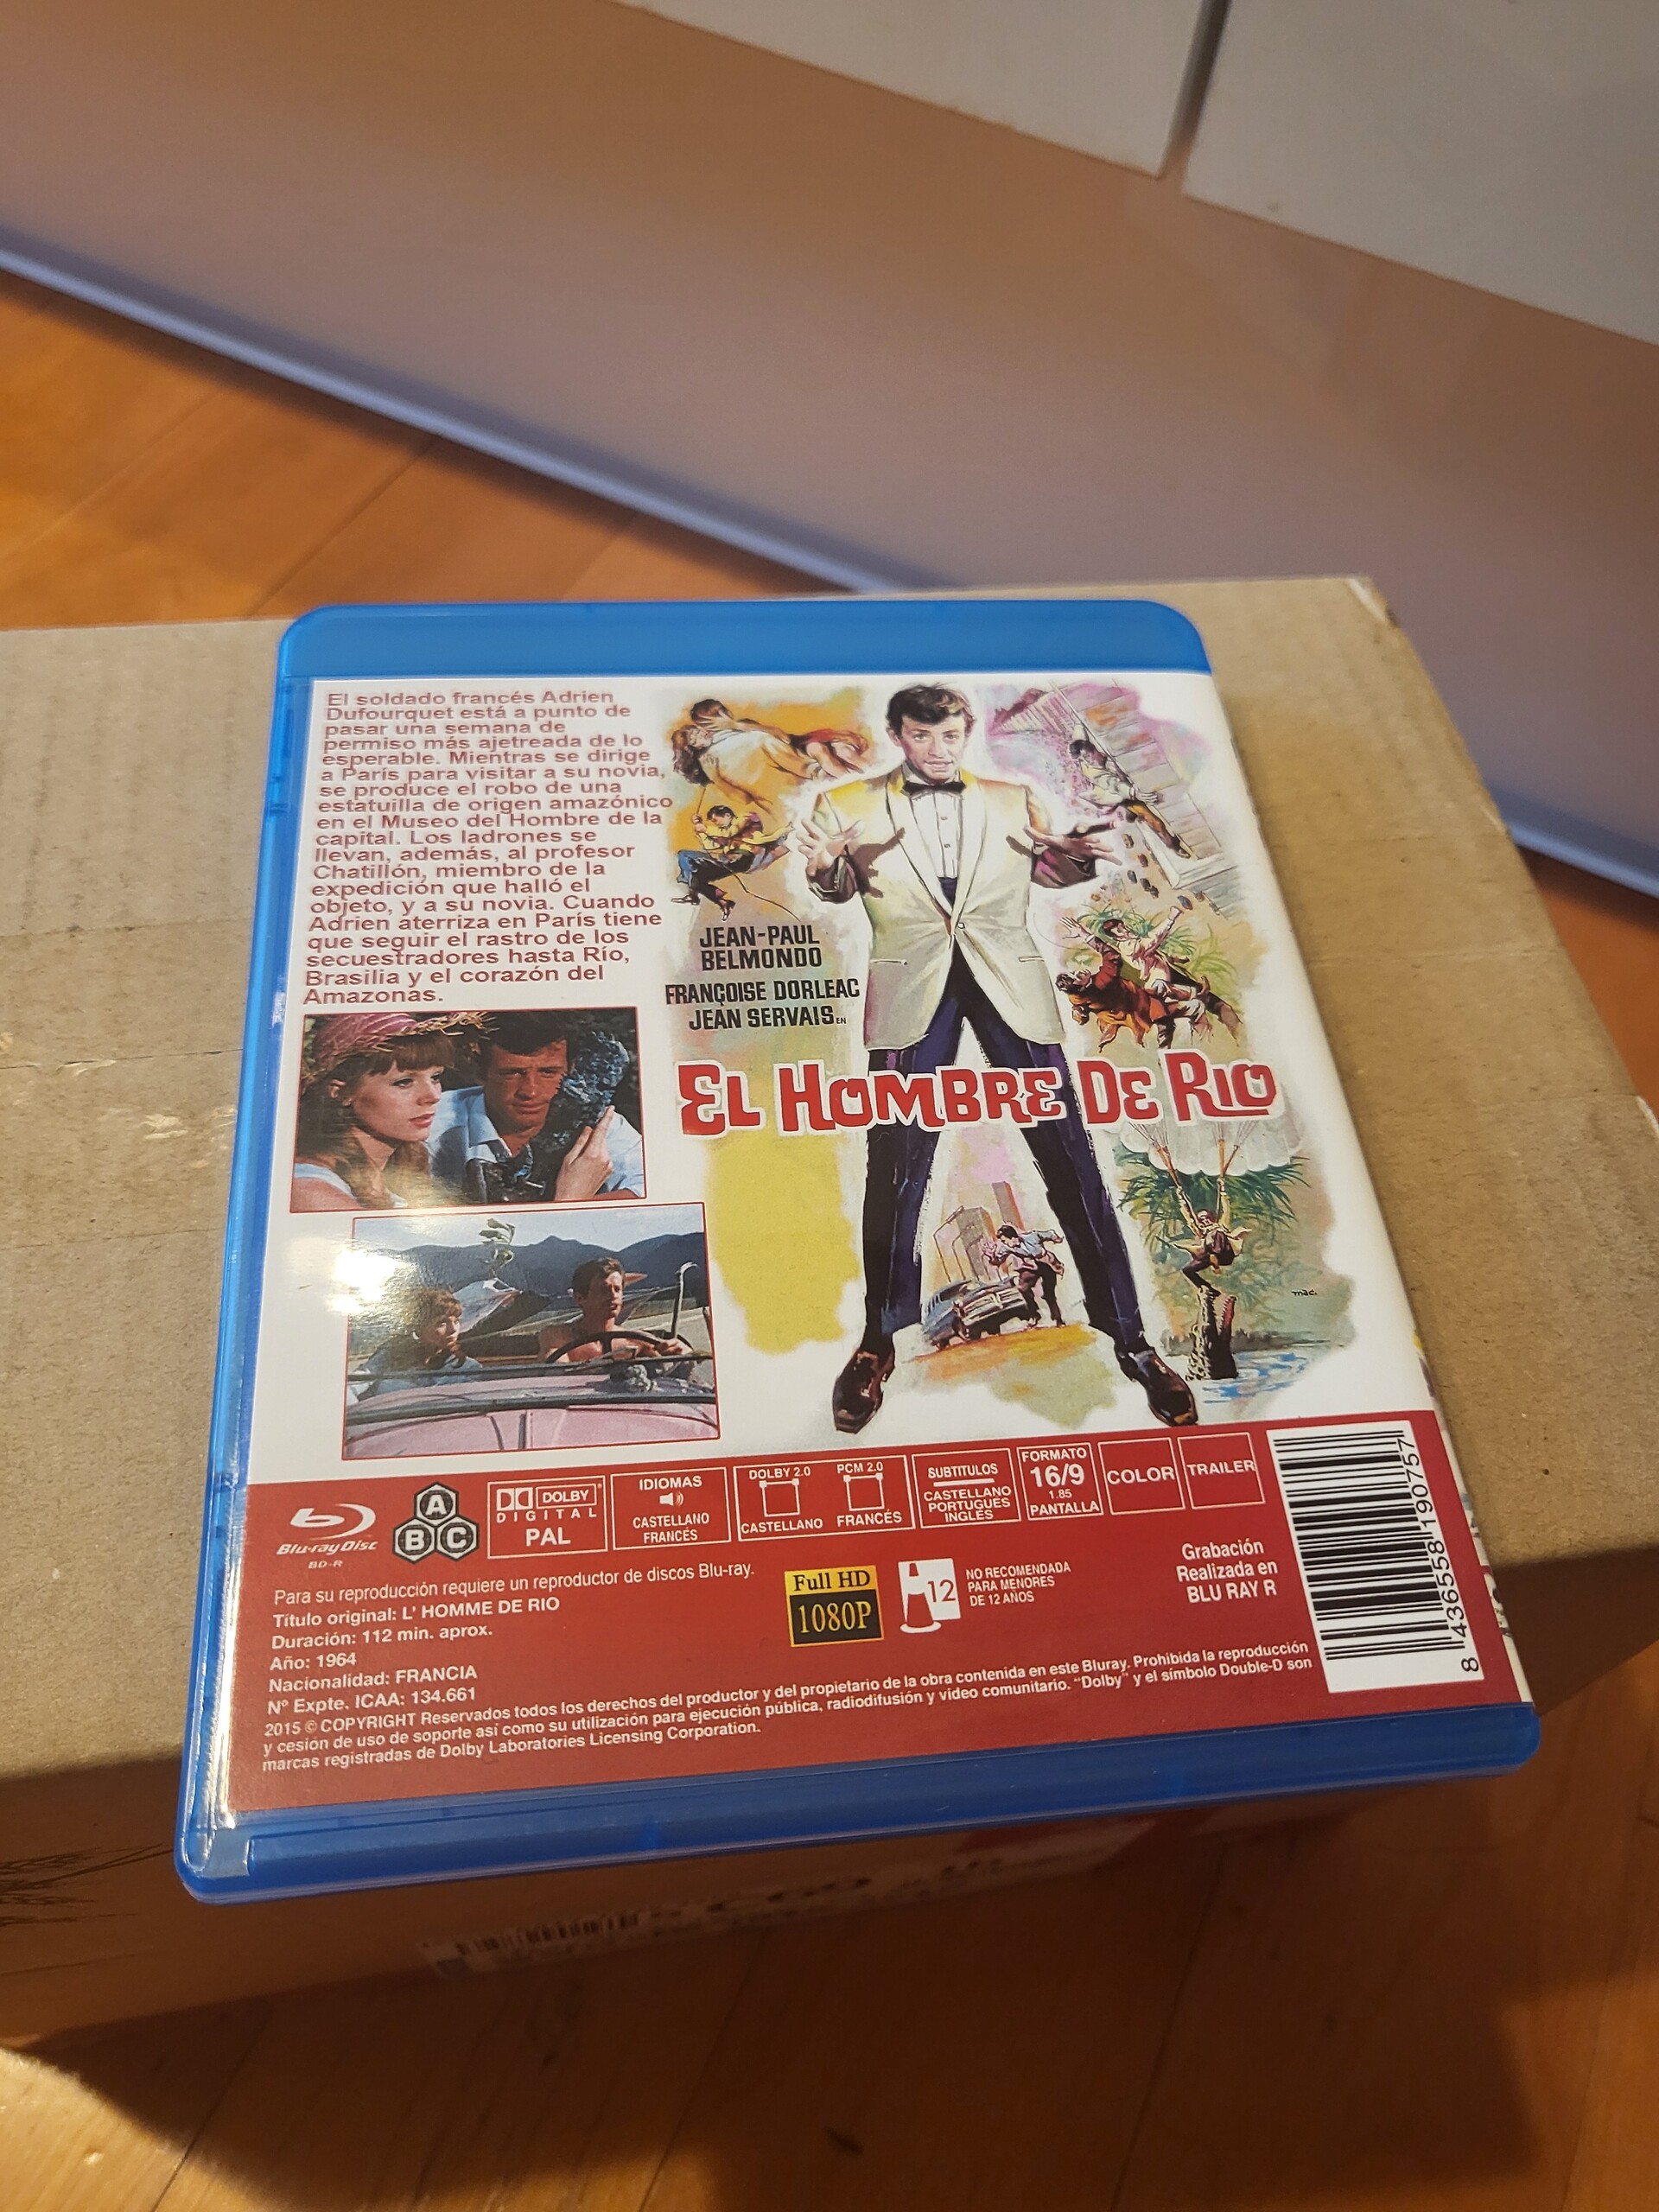 El soldado francés Adrien
Dufourquet está a punto de
pasar una semana de
permiso más ajetreada de lo
esperable. Mientras se dirige
a París para visitar a su novia,
se produce el robo de una
estatuilla de origen amazónico
en el Museo del Hombre de la
capital. Los ladrones se
llevan, además, al profesor
Chatillón, miembro de la
expedición que halló el
objeto, y a su novia. Cuando
Adrien aterriza en París tiene
que seguir el rastro de los
secuestradores hasta Río,
Brasilia y el corazón del
Amazonas.
JEAN-PAUL
BELMONDO
FRANÇOISE DORLEAC
JEAN SERVAIS EN
EL HOMBRE DE RIO
mac.
Blu-ray Disc
BD-R
A
B C
DOLBY
DIGITAL
PAL
IDIOMAS
CASTELLANO
FRANCÉS
DOLBY 2.0
CASTELLANO
PCM 2.0
FRANCÉS
SUBTITULOS
CASTELLANO
PORTUGUES
INGLÉS
FORMATO
16/9
1.85
PANTALLA
COLOR
TRAILER
Para su reproducción requiere un reproductor de discos Blu-ray.
Título original: L' HOMME DE RIO
Duración: 112 min. aprox.
Año: 1964
Nacionalidad: FRANCIA
Nº Expte. ICAA: 134.661
Full HD
1080P
12
NO RECOMENDADA
PARA MENORES
DE 12 AÑOS
Grabación
Realizada en
BLU RAY R
2015 © COPYRIGHT Reservados todos los derechos del productor y del propietario de la obra contenida en este Bluray. Prohibida la reproducción
y cesión de uso de soporte así como su utilización para ejecución pública, radiodifusión y vídeo comunitario. "Dolby" y el símbolo Double-D son
marcas registradas de Dolby Laboratories Licensing Corporation.
8 436558 190757